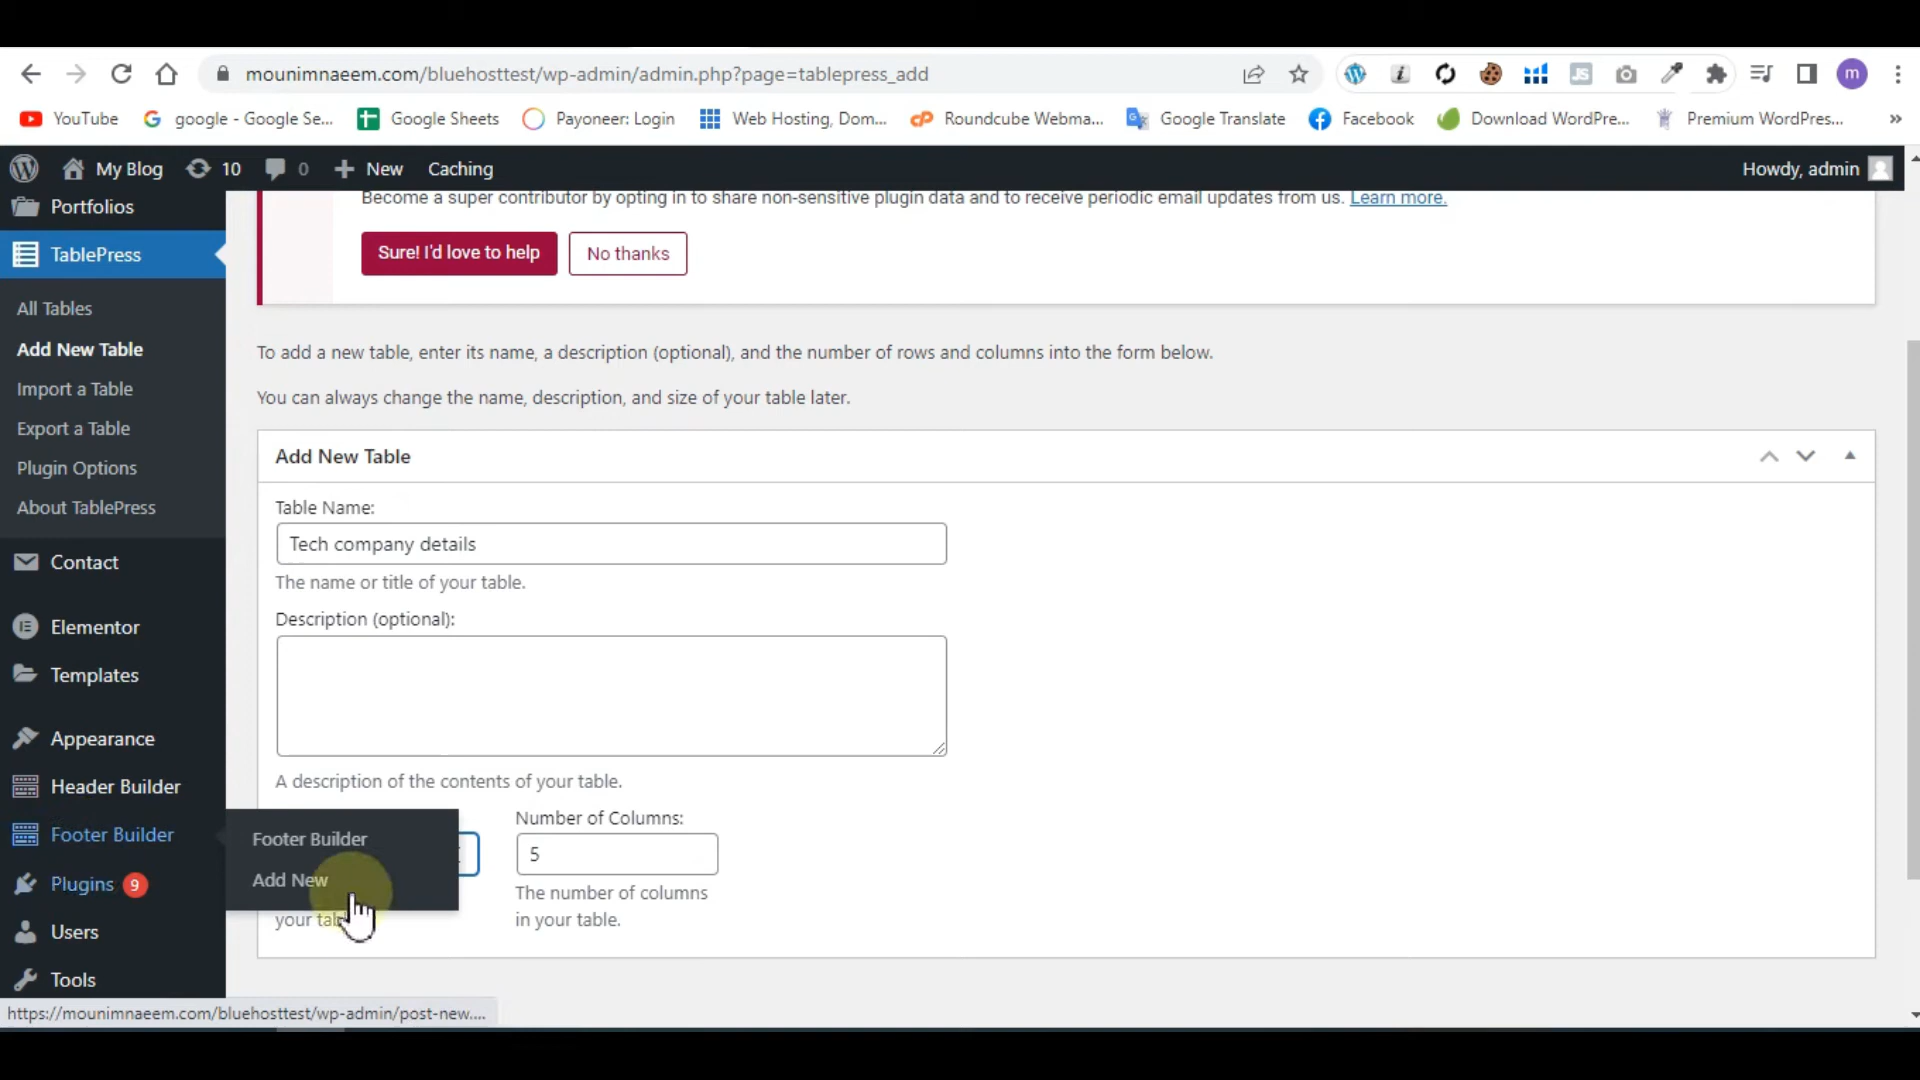 mounimnaeem.com/bluehosttest/wp-admin/admin.php?page=tablepress_add
YouTube google - Google Se... Google Sheets Payoneer: Login Web Hosting, Dom... Roundcube Webma... Google Translate Facebook Download WordPre... Premium WordPres... »
My Blog 10 0 + New Caching Howdy, admin
Become a super contributor by opting in to share non-sensitive plugin data and to receive periodic email updates from us. Learn more.
Sure! I'd love to help No thanks
Portfolios
TablePress
All Tables
Add New Table
Import a Table
Export a Table
Plugin Options
About TablePress
Contact
Elementor
Templates
Appearance
Header Builder
Footer Builder
Plugins 9
Users
Tools
Footer Builder
Add New
To add a new table, enter its name, a description (optional), and the number of rows and columns into the form below.
You can always change the name, description, and size of your table later.
Add New Table
Table Name:
Tech company details
The name or title of your table.
Description (optional):
A description of the contents of your table.
Number of Columns:
5
The number of columns
in your table.
your
https://mounimnaeem.com/bluehosttest/wp-admin/post-new....